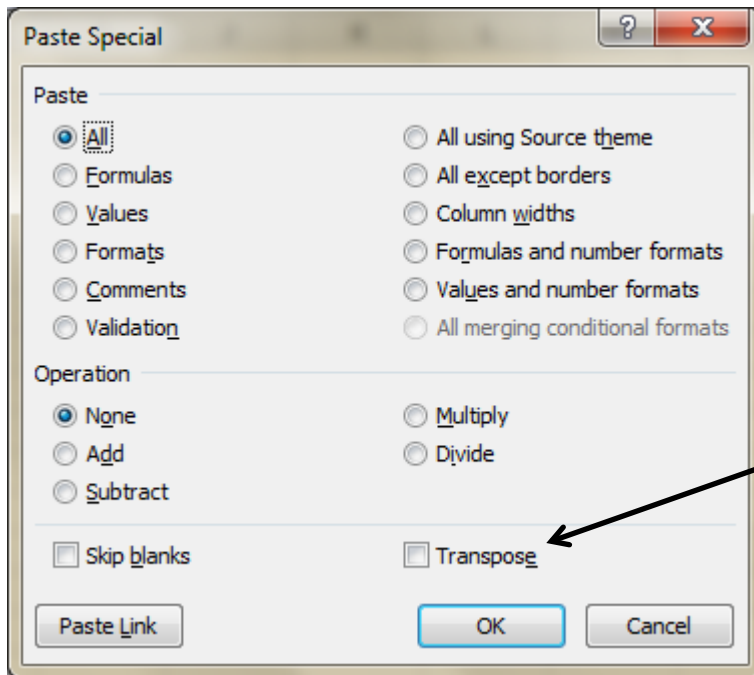 Paste Special
Paste
All
All using Source theme
Formulas
All except borders
Values
Column widths
Formats
Formulas and number formats
Comments
Values and number formats
Validation
All merging conditional formats
Operation
None
Multiply
Add
Divide
Subtract
Skip blanks
Transpose
Paste Link
OK
Cancel